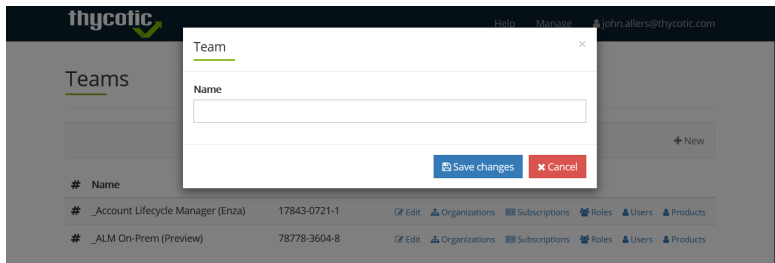 thycotic
Help Manage john.allers@thycotic.com
Team ×
Teams
Name
+ New
Save changes × Cancel
# Name
# _Account Lifecycle Manager (Enza) 17843-0721-1 Edit Organizations Subscriptions Roles Users Products
# _ALM On-Prem (Preview) 78778-3604-8 Edit Organizations Subscriptions Roles Users Products